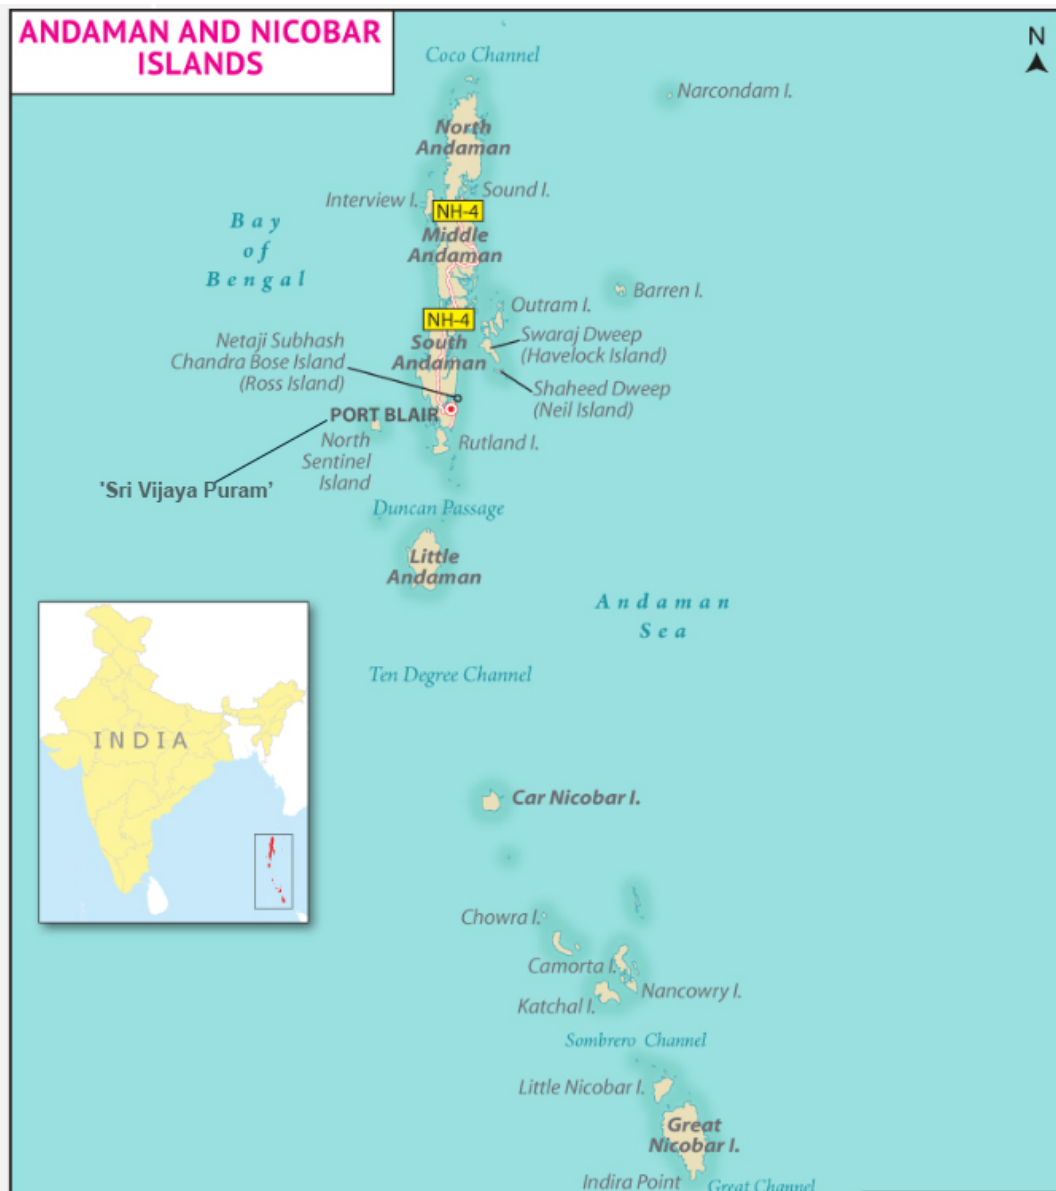 ANDAMAN AND NICOBAR
ISLANDS
N
Coco Channel
Narcondam I.
North
Andaman
Sound I.
Interview I.
NH-4
Middle
Andaman
Bay
of
Bengal
Barren I.
Outram I.
NH-4
South
Andaman
Swaraj Dweep
(Havelock Island)
Netaji Subhash
Chandra Bose Island
(Ross Island)
Shaheed Dweep
(Neil Island)
PORT BLAIR
North
Sentinel
Island
Rutland I.
'Sri Vijaya Puram’
Duncan Passage
Little
Andaman
Andaman
Sea
Ten Degree Channel
INDIA
Car Nicobar I.
Chowra I.
Camorta I.
Nancowry I.
Katchal I.
Sombrero Channel
Little Nicobar I.
Great
Nicobar I.
Indira Point
Great Channel